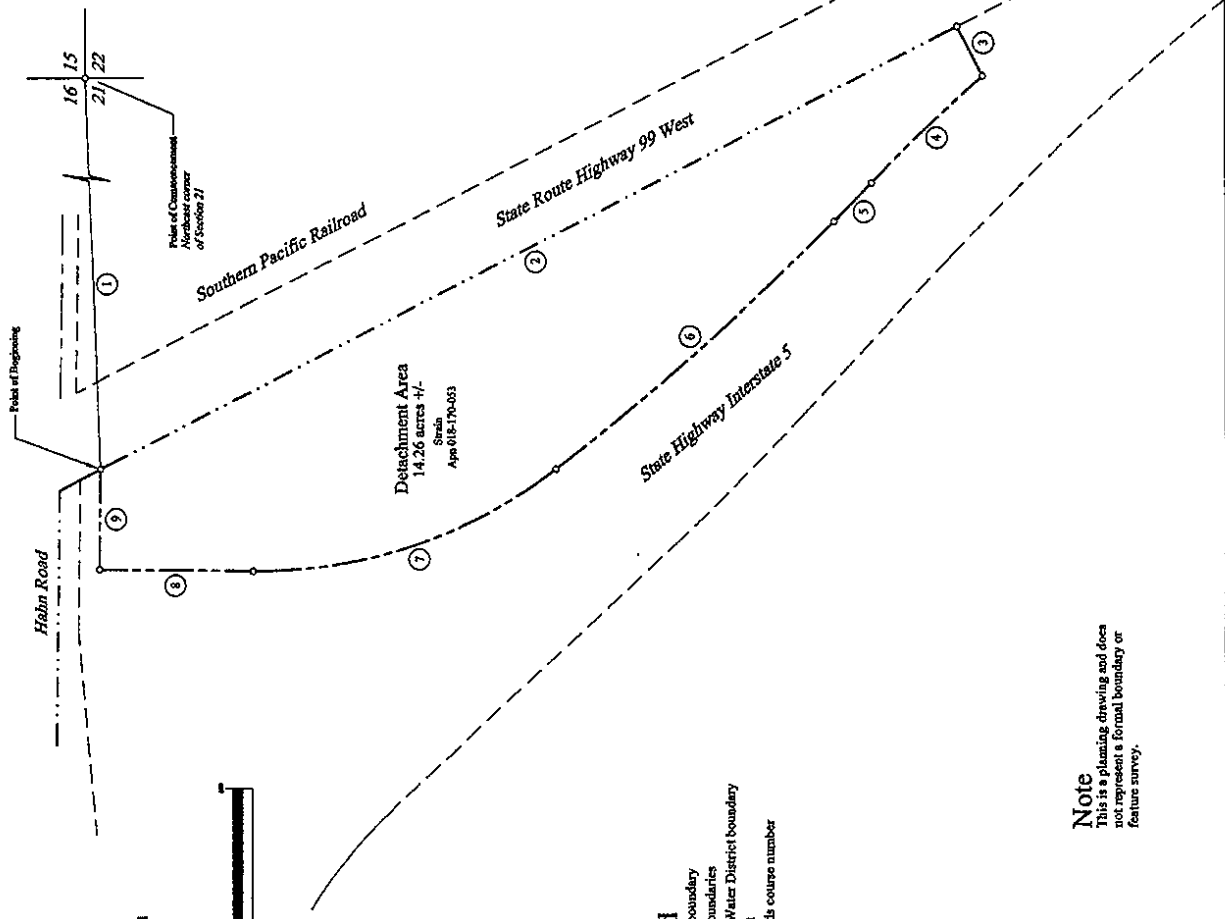 16
15
21
22
Point of Commencement
Northeast corner
of Section 21
Point of Beginning
1
Southern Pacific Railroad
State Route Highway 99 West
2
3
4
5
6
State Highway Interstate 5
Detachment Area
14.26 acres +/-
Strain
Apn 018-170-053
7
8
9
Hahn Road
oundary
undaries
Water District boundary
is course number
Note
This is a planning drawing and does
not represent a formal boundary or
feature survey.